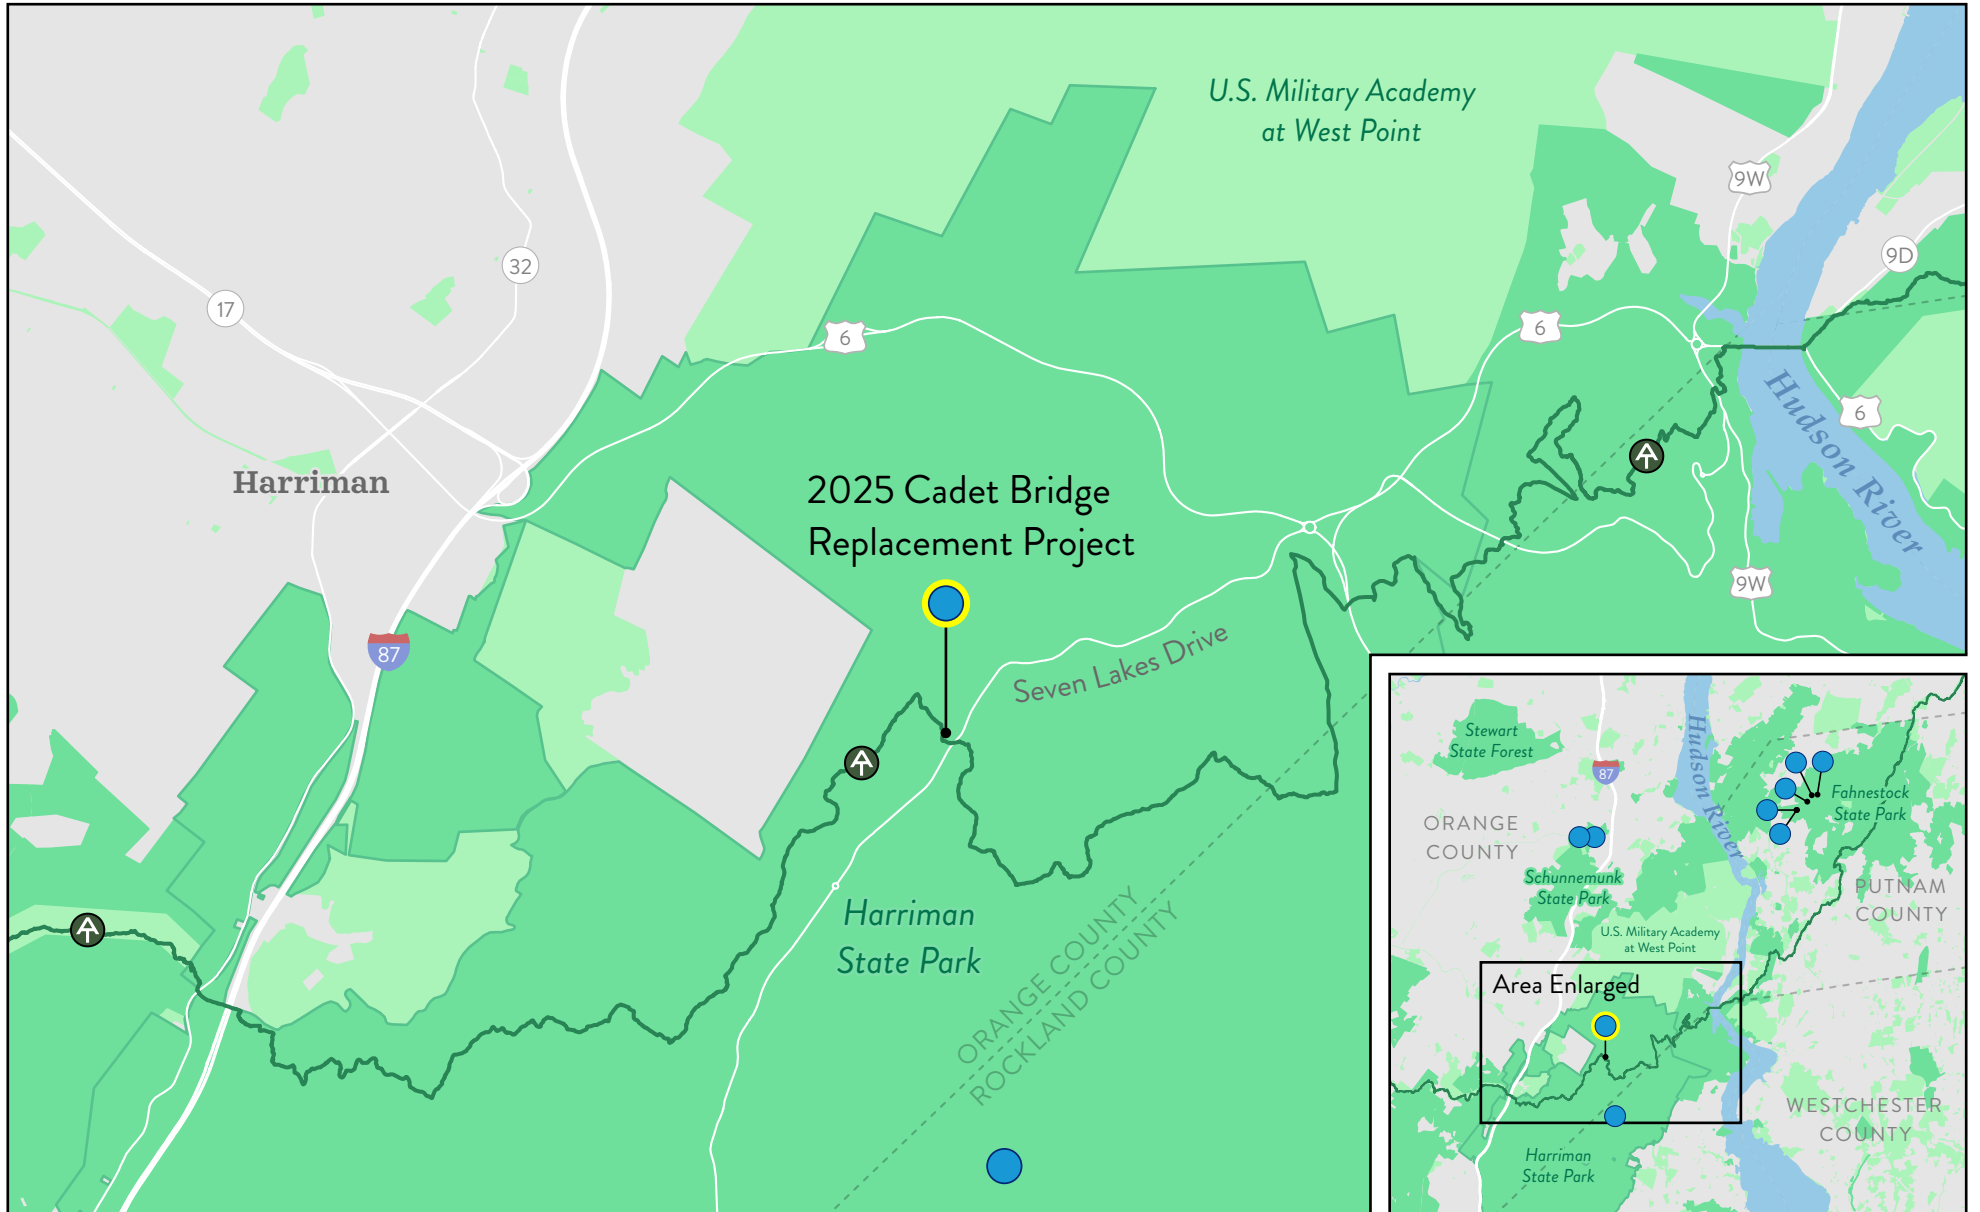 U.S. Military Academy
at West Point
9W
32
9D
17
6
6
6
Hudson River
Harriman
2025 Cadet Bridge
Replacement Project
9W
87
Seven Lakes Drive
Harriman
State Park
ORANGE COUNTY
ROCKLAND COUNTY
Stewart
State Forest
87
Hudson River
Fahnestock
State Park
ORANGE
COUNTY
Schunnemunk
State Park
PUTNAM
COUNTY
U.S. Military Academy
at West Point
Area Enlarged
WESTCHESTER
COUNTY
Harriman
State Park